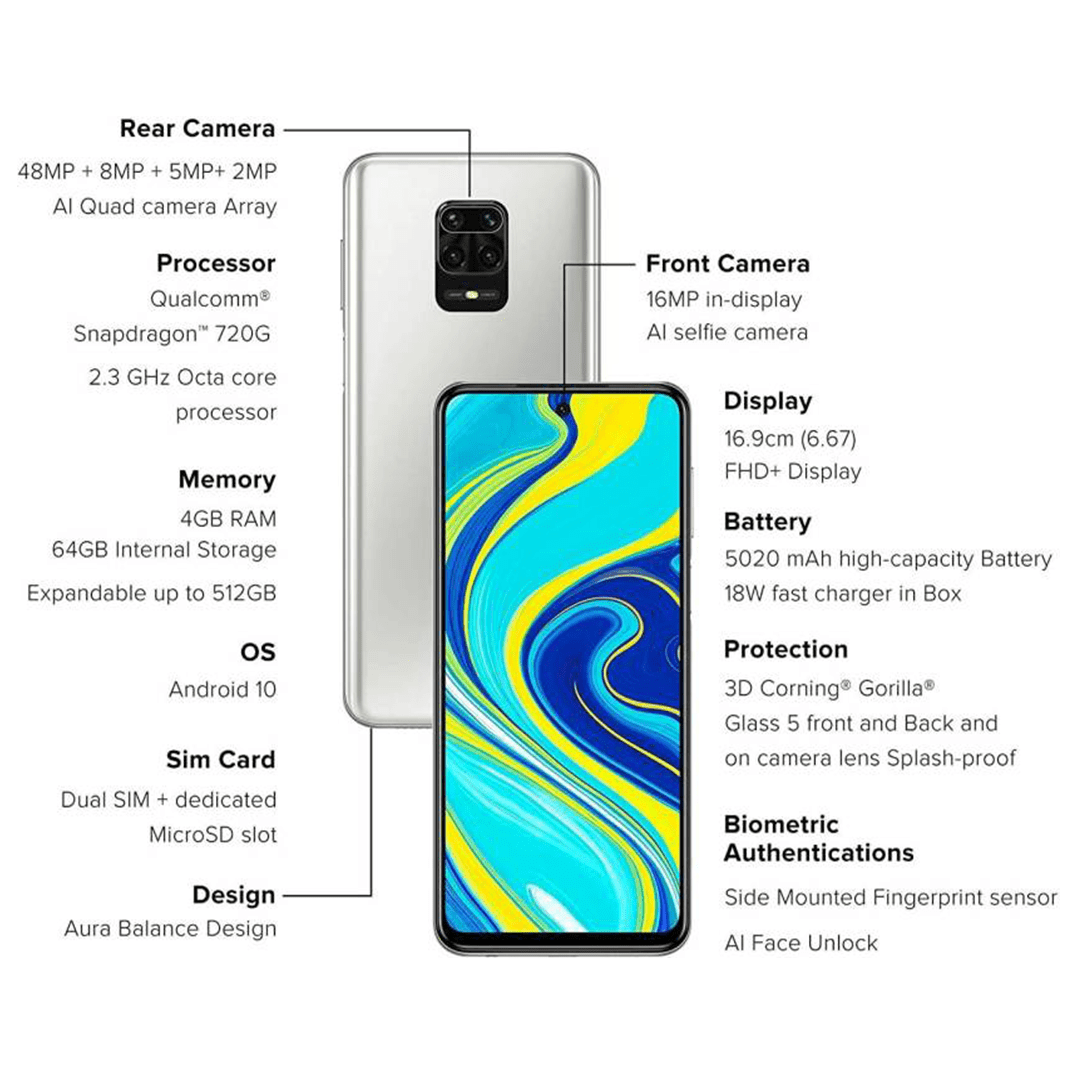 Rear Camera
48MP + 8MP + 5MP+ 2MP
AI Quad camera Array
Processor
Qualcomm®
Snapdragon™ 720G
2.3 GHz Octa core
processor
Memory
4GB RAM
64GB Internal Storage
Expandable up to 512GB
OS
Android 10
Sim Card
Dual SIM + dedicated
MicroSD slot
Design
Aura Balance Design
Front Camera
16MP in-display
AI selfie camera
Display
16.9cm (6.67)
FHD+ Display
Battery
5020 mAh high-capacity Battery
18W fast charger in Box
Protection
3D Corning® Gorilla®
Glass 5 front and Back and
on camera lens Splash-proof
Biometric
Authentications
Side Mounted Fingerprint sensor
AI Face Unlock